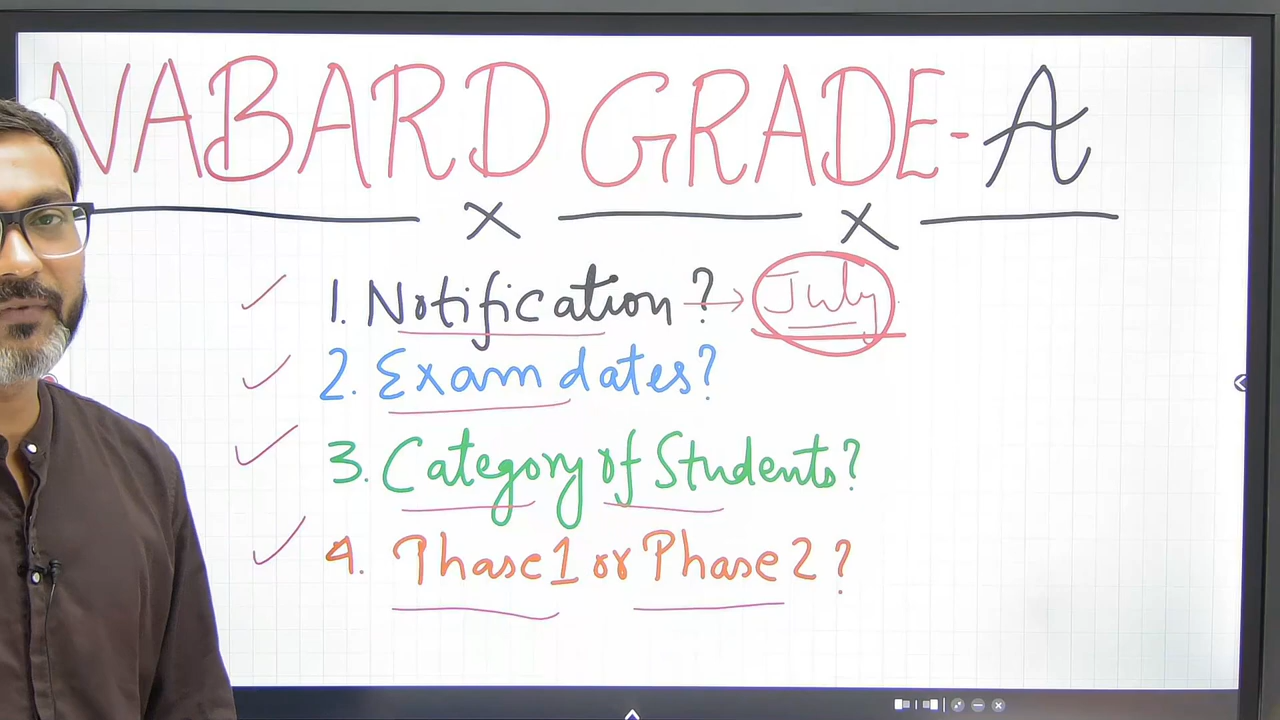 NABARD GRADE-A
1. Notification? → July
2. Exam dates?
3. Category of Students?
4. Phase 1 or Phase 2?